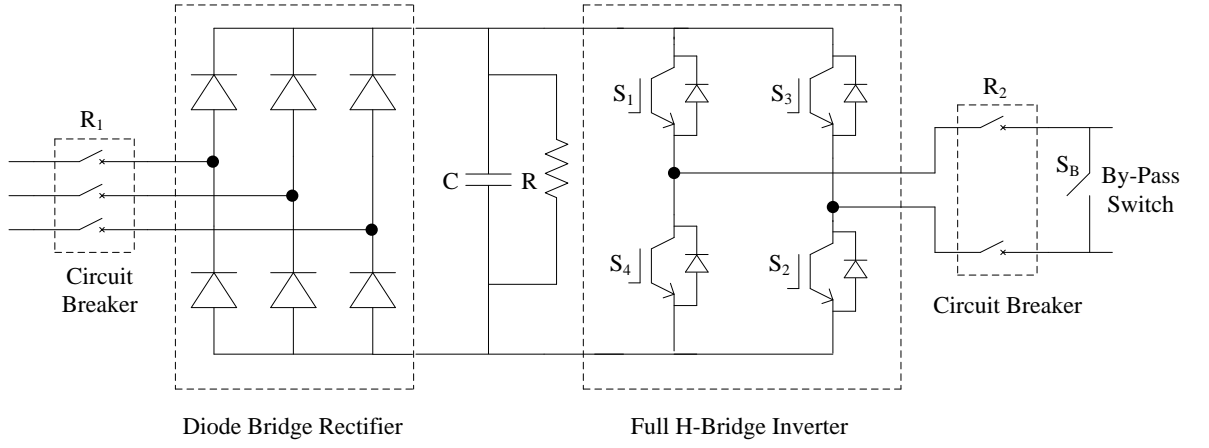 S₁
S₃
R₂
R₁
C
R
S_B
By-Pass
Switch
S₄
S₂
Circuit
Breaker
Circuit Breaker
Diode Bridge Rectifier
Full H-Bridge Inverter